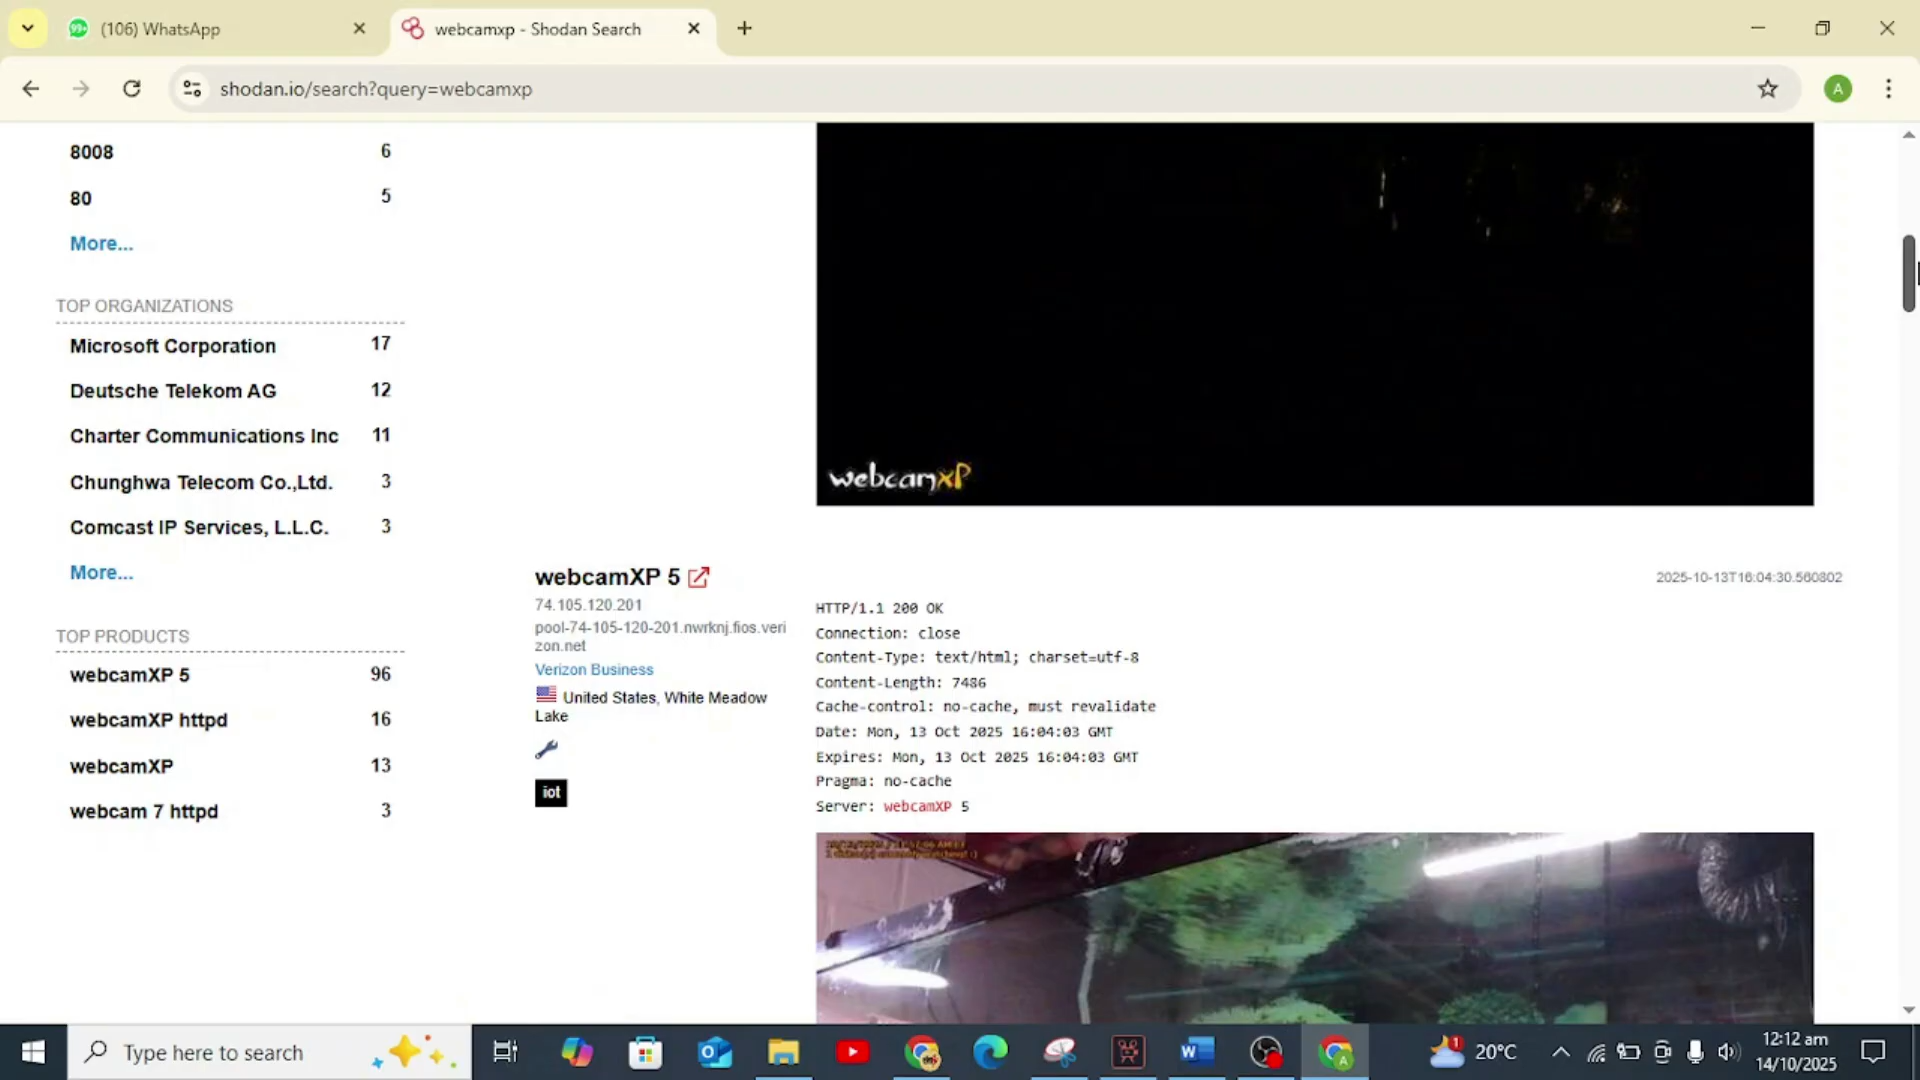 (106) WhatsApp
webcamxp - Shodan Search
shodan.io/search?query=webcamxp
A
8008 6
80 5
More...
TOP ORGANIZATIONS
Microsoft Corporation 17
Deutsche Telekom AG 12
Charter Communications Inc 11
Chunghwa Telecom Co.,Ltd. 3
Comcast IP Services, L.L.C. 3
More...
TOP PRODUCTS
webcamXP 5 96
webcamXP httpd 16
webcamXP 13
webcam 7 httpd 3
webcamxP
webcamXP 5
74.105.120.201
pool-74-105-120-201.nwrknj.fios.veri
zon.net
Verizon Business
United States, White Meadow
Lake
iot
2025-10-13T16:04:30.560802
HTTP/1.1 200 OK
Connection: close
Content-Type: text/html; charset=utf-8
Content-Length: 7486
Cache-control: no-cache, must revalidate
Date: Mon, 13 Oct 2025 16:04:03 GMT
Expires: Mon, 13 Oct 2025 16:04:03 GMT
Pragma: no-cache
Server: webcamXP 5
Type here to search
20°C
12:12 am
14/10/2025